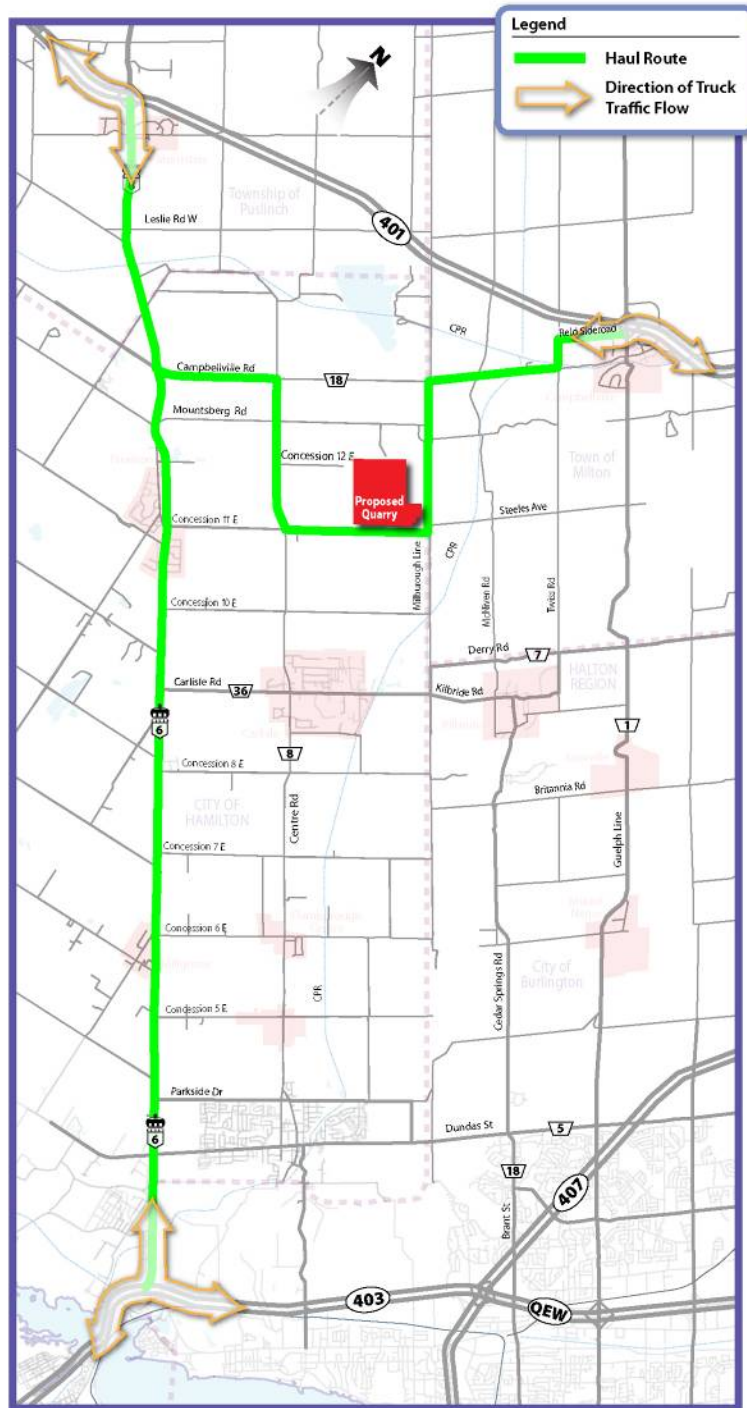 Legend
Haul Route
Direction of Truck
Traffic Flow
N
Township of
Puslinch
Leslie Rd W
401
CPR
Reid Sideroad
Campbellville Rd
18
Mountsberg Rd
Town of
Milton
Concession 12 E
Proposed
Quarry
Steeles Ave
Concession 11 E
Milburough Line
CPR
McNiven Rd
Twiss Rd
Concession 10 E
Derry Rd
7
HALTON
REGION
Carlisle Rd
36
Kilbride Rd
6
8
1
Concession 8 E
Britannia Rd
CITY OF
HAMILTON
Centre Rd
Guelph Line
Concession 7 E
Concession 6 E
City of
Burlington
Cedar Springs Rd
CPR
Concession 5 E
Parkside Dr
6
Dundas St
5
18
407
Brant St
403
QEW